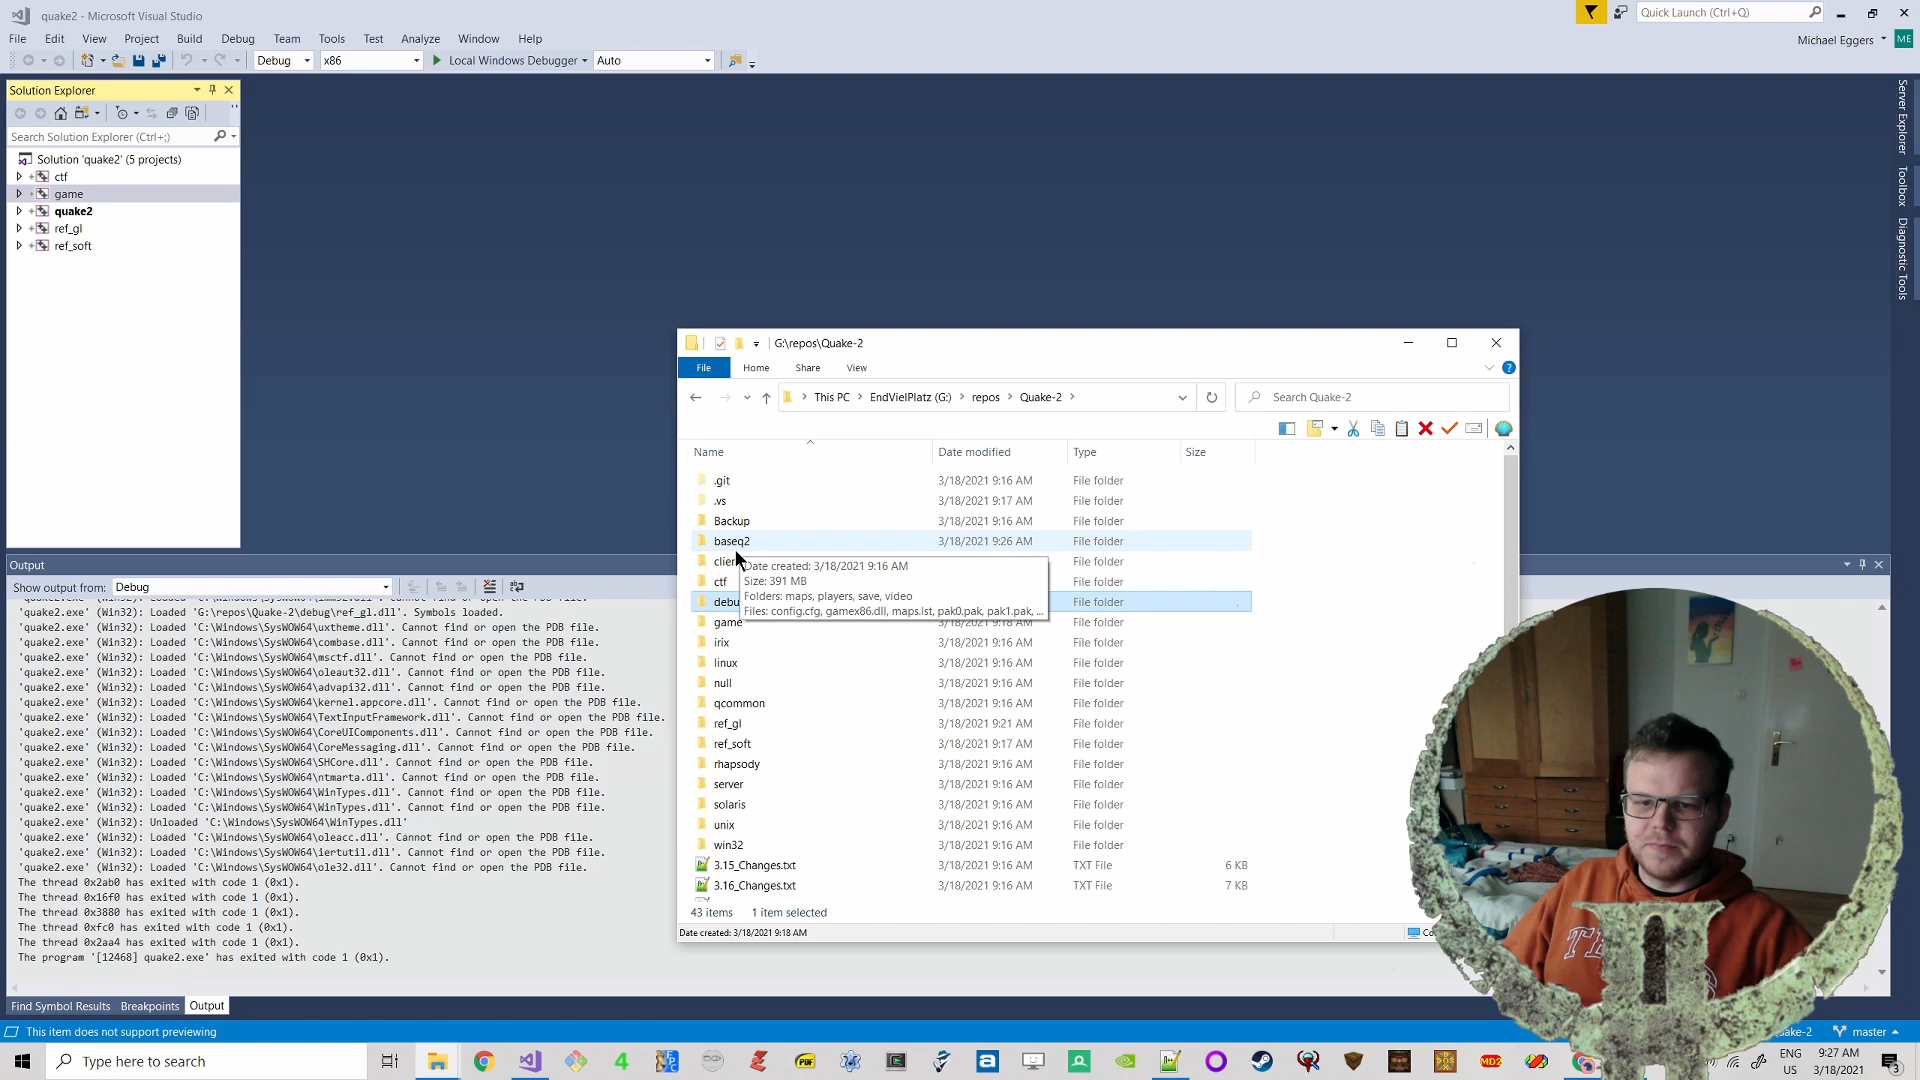 quake2 - Microsoft Visual Studio
Quick Launch (Ctrl+Q)
File Edit View Project Build Debug Team Tools Test Analyze Window Help
Michael Eggers ME
Debug x86 Local Windows Debugger Auto
Solution Explorer
Search Solution Explorer (Ctrl+;)
Solution 'quake2' (5 projects)
ctf
game
quake2
ref_gl
ref_soft
Server Explorer
Toolbox
Diagnostic Tools
G:\repos\Quake-2
File Home Share View
This PC EndVielPlatz (G:) repos Quake-2
Search Quake-2
Name Date modified Type Size
.git 3/18/2021 9:16 AM File folder
.vs 3/18/2021 9:17 AM File folder
Backup 3/18/2021 9:16 AM File folder
baseq2 3/18/2021 9:26 AM File folder
3/18/2021 9:16 AM File folder
Date created: 3/18/2021 9:16 AM
ctf File folder
Size: 391 MB
Folders: maps, players, save, video
debu File folder
Files: config.cfg, gamex86.dll, maps.lst, pak0.pak, pak1.pak, ...
game 3/18/2021 9:18 AM File folder
irix 3/18/2021 9:16 AM File folder
linux 3/18/2021 9:16 AM File folder
null 3/18/2021 9:16 AM File folder
qcommon 3/18/2021 9:16 AM File folder
ref_gl 3/18/2021 9:21 AM File folder
ref_soft 3/18/2021 9:17 AM File folder
rhapsody 3/18/2021 9:16 AM File folder
server 3/18/2021 9:16 AM File folder
solaris 3/18/2021 9:16 AM File folder
unix 3/18/2021 9:16 AM File folder
win32 3/18/2021 9:16 AM File folder
3.15_Changes.txt 3/18/2021 9:16 AM TXT File 6 KB
3.16_Changes.txt 3/18/2021 9:16 AM TXT File 7 KB
43 items 1 item selected
Date created: 3/18/2021 9:18 AM
Output
Show output from: Debug
'quake2.exe' (Win32): Loaded 'G:\repos\Quake-2\debug\ref_gl.dll'. Symbols loaded.
'quake2.exe' (Win32): Loaded 'C:\Windows\SysWOW64\uxtheme.dll'. Cannot find or open the PDB file.
'quake2.exe' (Win32): Loaded 'C:\Windows\SysWOW64\combase.dll'. Cannot find or open the PDB file.
'quake2.exe' (Win32): Loaded 'C:\Windows\SysWOW64\msctf.dll'. Cannot find or open the PDB file.
'quake2.exe' (Win32): Loaded 'C:\Windows\SysWOW64\oleaut32.dll'. Cannot find or open the PDB file.
'quake2.exe' (Win32): Loaded 'C:\Windows\SysWOW64\advapi32.dll'. Cannot find or open the PDB file.
'quake2.exe' (Win32): Loaded 'C:\Windows\SysWOW64\kernel.appcore.dll'. Cannot find or open the PDB file.
'quake2.exe' (Win32): Loaded 'C:\Windows\SysWOW64\TextInputFramework.dll'. Cannot find or open the PDB file.
'quake2.exe' (Win32): Loaded 'C:\Windows\SysWOW64\CoreUIComponents.dll'. Cannot find or open the PDB file.
'quake2.exe' (Win32): Loaded 'C:\Windows\SysWOW64\CoreMessaging.dll'. Cannot find or open the PDB file.
'quake2.exe' (Win32): Loaded 'C:\Windows\SysWOW64\SHCore.dll'. Cannot find or open the PDB file.
'quake2.exe' (Win32): Loaded 'C:\Windows\SysWOW64\ntmarta.dll'. Cannot find or open the PDB file.
'quake2.exe' (Win32): Loaded 'C:\Windows\SysWOW64\WinTypes.dll'. Cannot find or open the PDB file.
'quake2.exe' (Win32): Loaded 'C:\Windows\SysWOW64\WinTypes.dll'. Cannot find or open the PDB file.
'quake2.exe' (Win32): Unloaded 'C:\Windows\SysWOW64\WinTypes.dll'
'quake2.exe' (Win32): Loaded 'C:\Windows\SysWOW64\oleacc.dll'. Cannot find or open the PDB file.
'quake2.exe' (Win32): Loaded 'C:\Windows\SysWOW64\iertutil.dll'. Cannot find or open the PDB file.
'quake2.exe' (Win32): Loaded 'C:\Windows\SysWOW64\ole32.dll'. Cannot find or open the PDB file.
The thread 0x2ab0 has exited with code 1 (0x1).
The thread 0x16f0 has exited with code 1 (0x1).
The thread 0x3880 has exited with code 1 (0x1).
The thread 0xfc0 has exited with code 1 (0x1).
The thread 0x2aa4 has exited with code 1 (0x1).
The program '[12468] quake2.exe' has exited with code 1 (0x1).
Find Symbol Results Breakpoints Output
This item does not support previewing
master
Type here to search
PDF
MD2
ENG
US
9:27 AM
3/18/2021
3